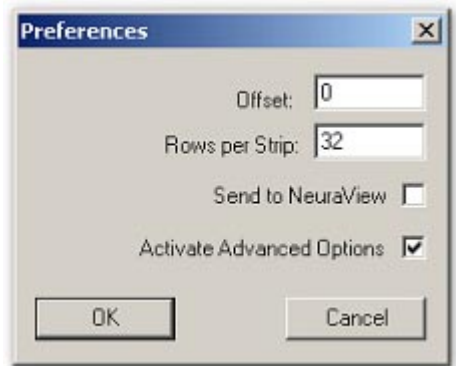 Preferences
Offset: 0
Rows per Strip: 32
Send to NeuraView
Activate Advanced Options
OK Cancel